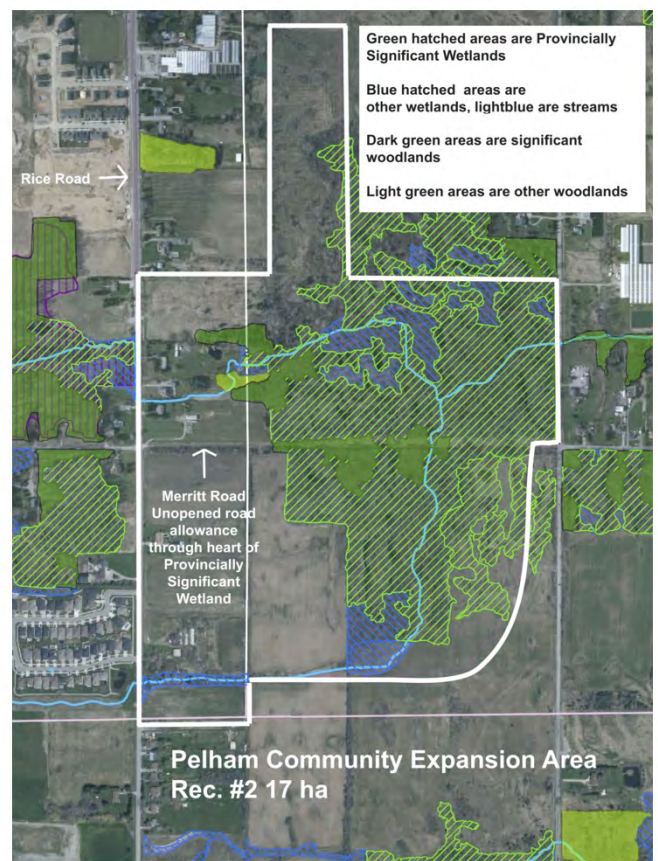 Green hatched areas are Provincially
Significant Wetlands
Blue hatched areas are
other wetlands, lightblue are streams
Dark green areas are significant
woodlands
Light green areas are other woodlands
Rice Road
Merritt Road
Unopened road
allowance
through heart of
Provincially
Significant
Wetland
Pelham Community Expansion Area
Rec. #2 17 ha